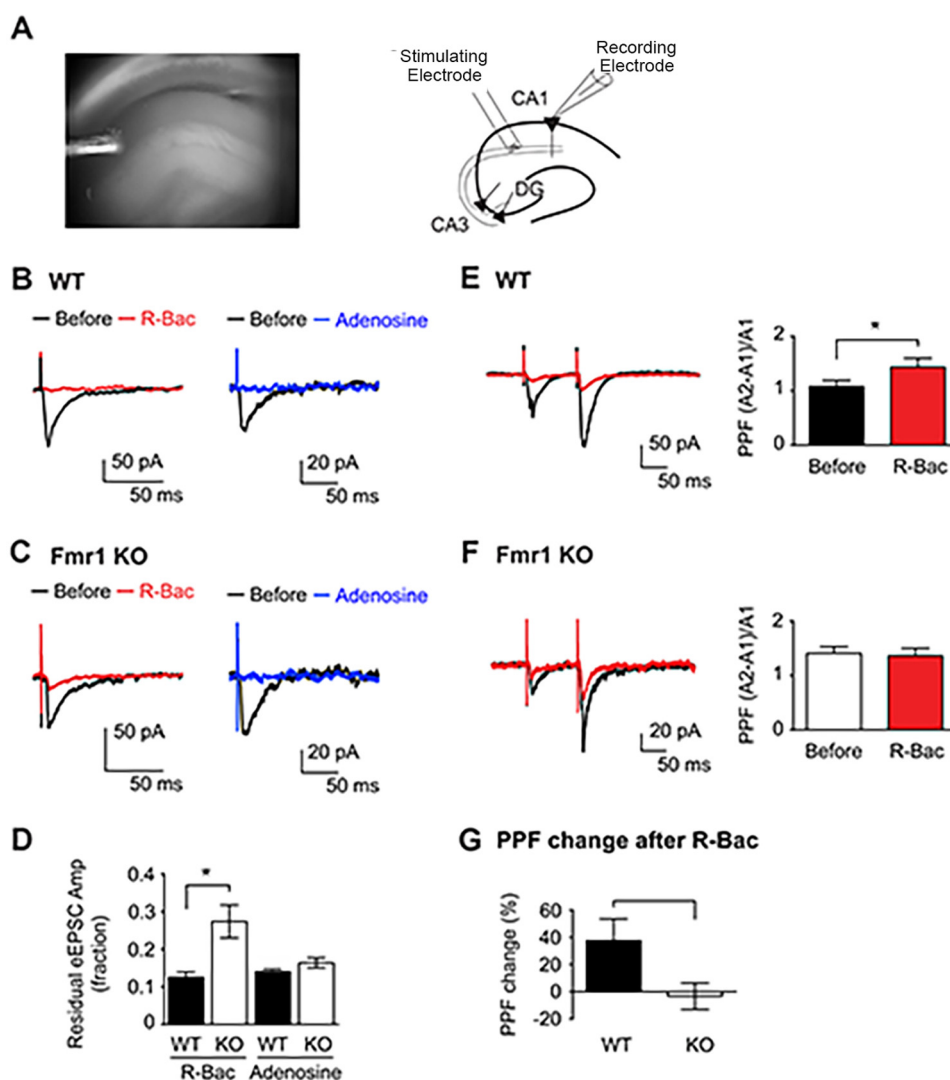 A
Stimulating
Electrode
Recording
Electrode
CA1
DG
CA3
B WT
Before R-Bac Before Adenosine
50 pA
50 ms
20 pA
50 ms
C Fmr1 KO
Before R-Bac Before Adenosine
50 pA
50 ms
20 pA
50 ms
D
Residual eEPSC Amp
(fraction)
0.4
0.3
0.2
0.1
0
*
WT KO WT KO
R-Bac Adenosine
E WT
50 pA
50 ms
PPF (A2-A1)/A1
2
1
0
*
Before R-Bac
F Fmr1 KO
20 pA
50 ms
PPF (A2-A1)/A1
2
1
0
Before R-Bac
G PPF change after R-Bac
PPF change (%)
60
40
20
0
-20
WT KO